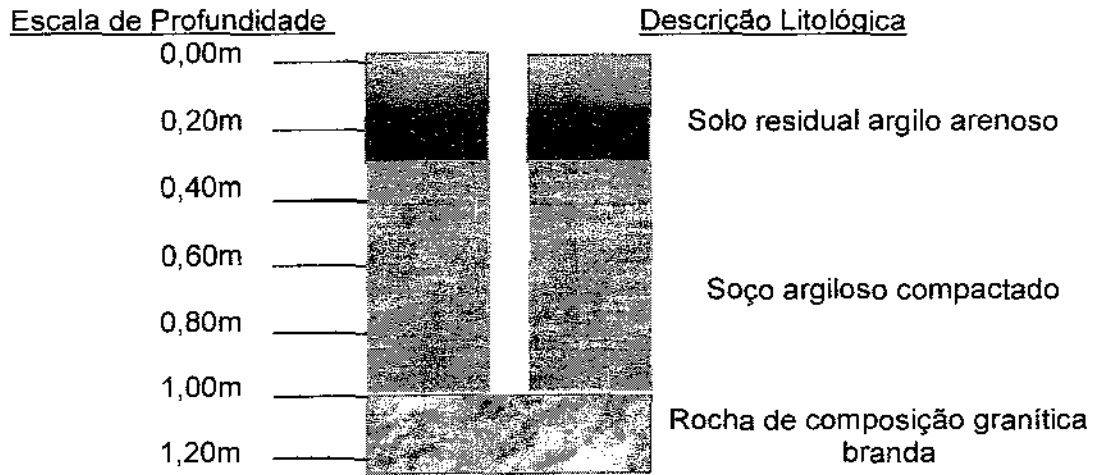 Escala de Profundidade
Descrição Litológica
0,00m
0,20m
Solo residual argilo arenoso
0,40m
0,60m
Soço argiloso compactado
0,80m
1,00m
Rocha de composição granítica
branda
1,20m